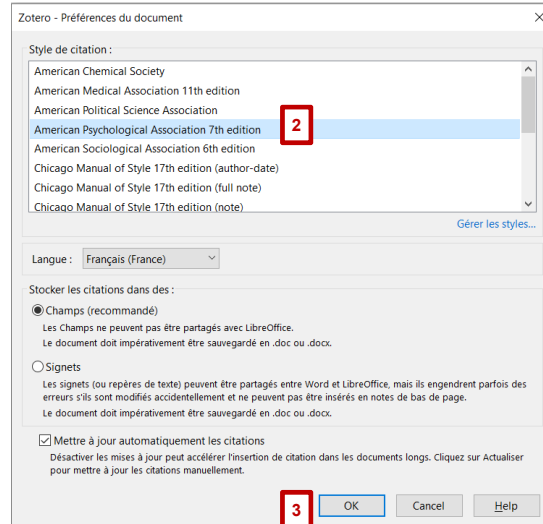 Zotero - Préférences du document
Style de citation :
American Chemical Society
American Medical Association 11th edition
American Political Science Association
American Psychological Association 7th edition
2
American Sociological Association 6th edition
Chicago Manual of Style 17th edition (author-date)
Chicago Manual of Style 17th edition (full note)
Chicago Manual of Style 17th edition (note)
Gérer les styles...
Langue : Français (France)
Stocker les citations dans des :
Champs (recommandé)
Les Champs ne peuvent pas être partagés avec LibreOffice.
Le document doit impérativement être sauvegardé en .doc ou .docx.
Signets
Les signets (ou repères de texte) peuvent être partagés entre Word et LibreOffice, mais ils engendrent parfois des
erreurs s'ils sont modifiés accidentellement et ne peuvent pas être insérés en notes de bas de page.
Le document doit impérativement être sauvegardé en .doc ou .docx.
Mettre à jour automatiquement les citations
Désactiver les mises à jour peut accélérer l'insertion de citation dans les documents longs. Cliquez sur Actualiser
pour mettre à jour les citations manuellement.
3 OK Cancel Help